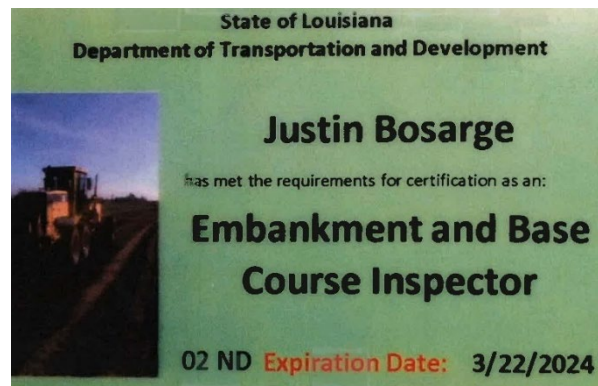 State of Louisiana
Department of Transportation and Development
Justin Bosarge
has met the requirements for certification as an:
Embankment and Base
Course Inspector
02 ND Expiration Date: 3/22/2024